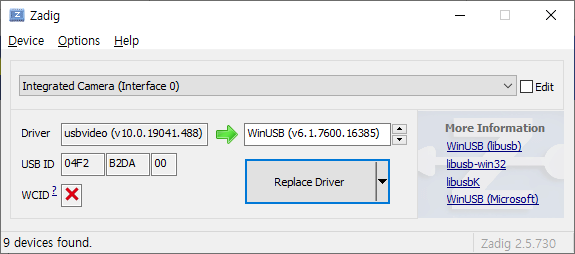 Zadig
Device Options Help
Integrated Camera (Interface 0)
Edit
Driver usbvideo (v10.0.19041.488) WinUSB (v6.1.7600.16385)
USB ID 04F2 B2DA 00
WCID ?
Replace Driver
More Information
WinUSB (libusb)
libusb-win32
libusbK
WinUSB (Microsoft)
9 devices found.
Zadig 2.5.730